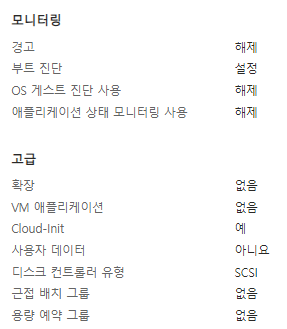 모니터링
경고 해제
부트 진단 설정
OS 게스트 진단 사용 해제
애플리케이션 상태 모니터링 사용 해제
고급
확장 없음
VM 애플리케이션 없음
Cloud-Init 예
사용자 데이터 아니요
디스크 컨트롤러 유형 SCSI
근접 배치 그룹 없음
용량 예약 그룹 없음